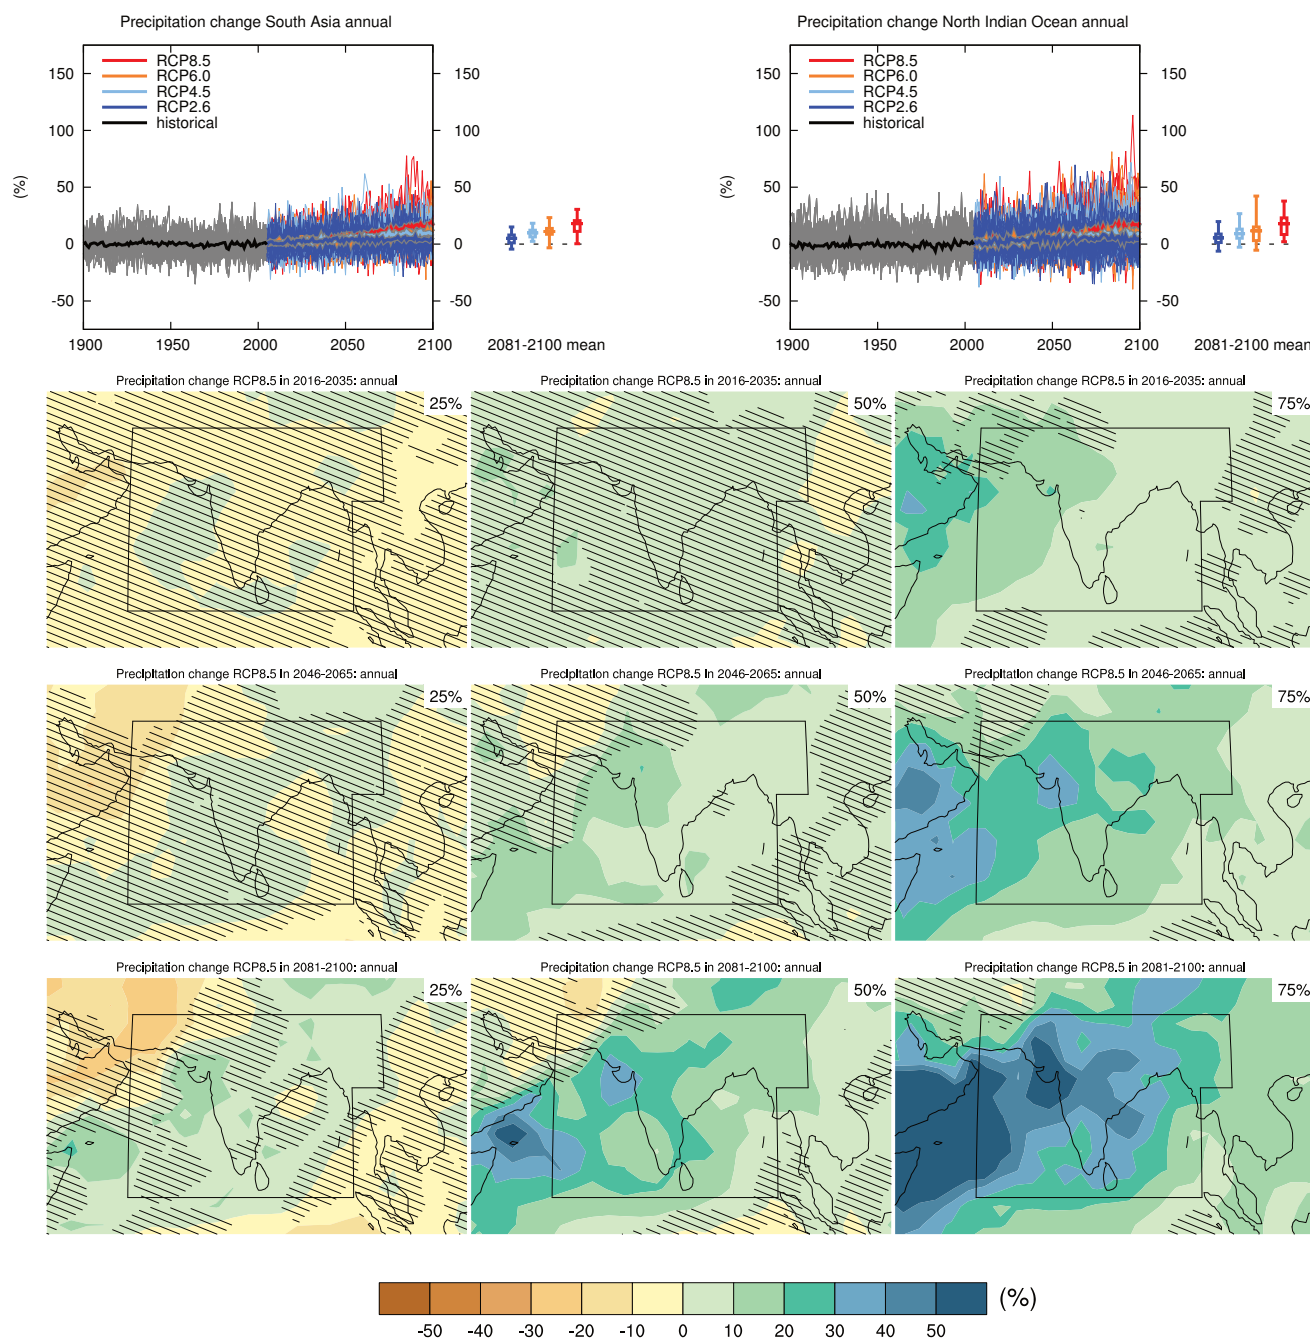 Precipitation change South Asia annual
Precipitation change North Indian Ocean annual
RCP8.5
RCP6.0
RCP4.5
RCP2.6
historical
(%)
150
100
50
0
-50
150
100
50
0
-50
1900 1950 2000 2050 2100
2081-2100 mean
RCP8.5
RCP6.0
RCP4.5
RCP2.6
historical
(%)
150
100
50
0
-50
150
100
50
0
-50
1900 1950 2000 2050 2100
2081-2100 mean
Precipitation change RCP8.5 in 2016-2035: annual
25%
Precipitation change RCP8.5 in 2016-2035: annual
50%
Precipitation change RCP8.5 in 2016-2035: annual
75%
Precipitation change RCP8.5 in 2046-2065: annual
25%
Precipitation change RCP8.5 in 2046-2065: annual
50%
Precipitation change RCP8.5 in 2046-2065: annual
75%
Precipitation change RCP8.5 in 2081-2100: annual
25%
Precipitation change RCP8.5 in 2081-2100: annual
50%
Precipitation change RCP8.5 in 2081-2100: annual
75%
(%)
-50 -40 -30 -20 -10 0 10 20 30 40 50